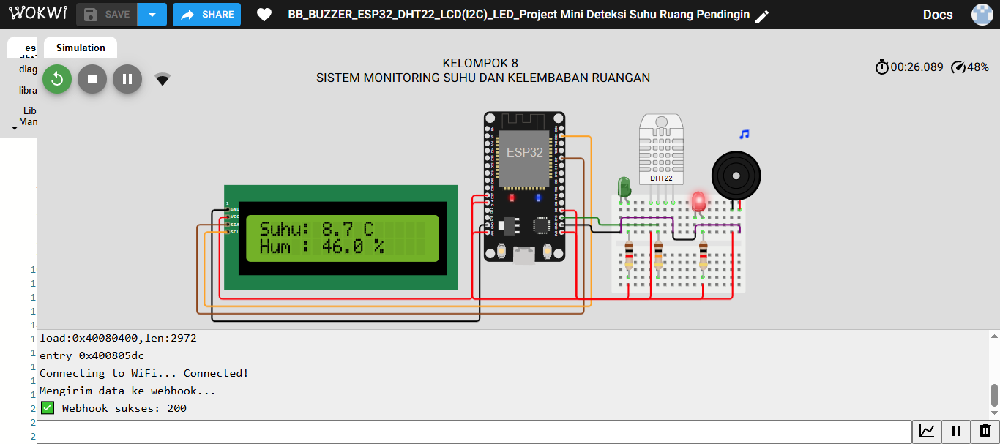 WOKWI
SAVE
SHARE
BB_BUZZER_ESP32_DHT22_LCD(I2C)_LED_Project Mini Deteksi Suhu Ruang Pendingin
Docs
es
diag
libra
Lib
Man
Simulation
KELOMPOK 8
SISTEM MONITORING SUHU DAN KELEMBABAN RUANGAN
00:26.089
48%
ESP32
DHT22
1
GND
VCC
SDA
SCL
Suhu: 8.7 C
Hum : 46.0 %
1
1
1
1
1
1
1
1
1
1
2
2
2
load:0x40080400,len:2972
entry 0x400805dc
Connecting to WiFi... Connected!
Mengirim data ke webhook...
✅ Webhook sukses: 200